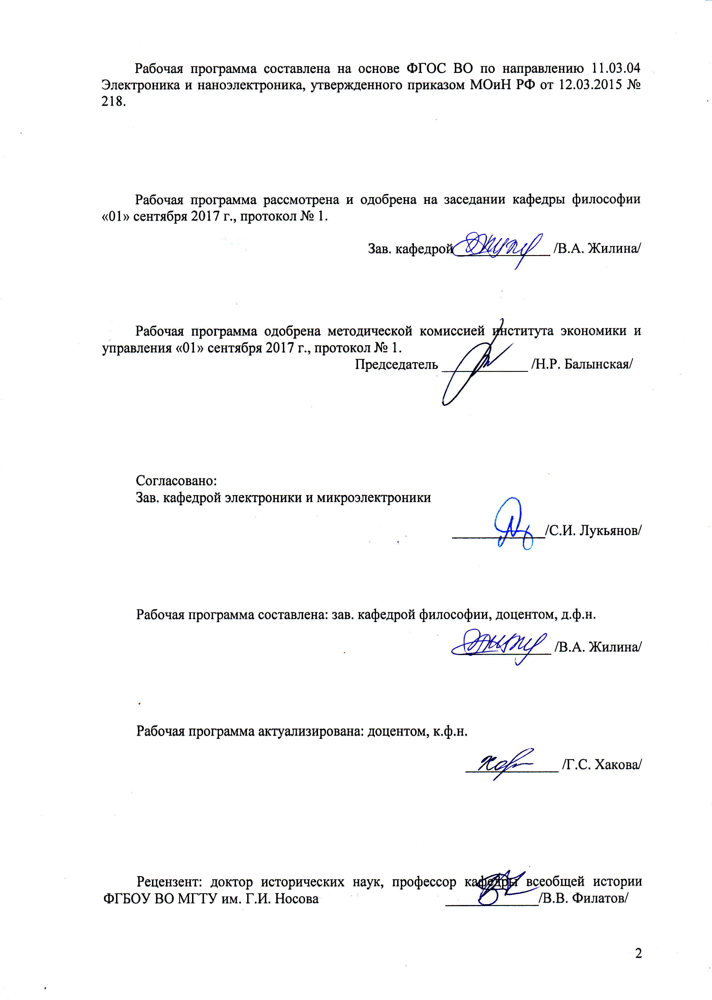 Рабочая программа составлена на основе ФГОС ВО по направлению 11.03.04
Электроника и наноэлектроника, утвержденного приказом МОиН РФ от 12.03.2015 №
218.
Рабочая программа рассмотрена и одобрена на заседании кафедры философии
«01» сентября 2017 г., протокол № 1.
Зав. кафедрой /В.А. Жилина/
Рабочая программа одобрена методической комиссией института экономики и
управления «01» сентября 2017 г., протокол № 1.
Председатель /Н.Р. Балынская/
Согласовано:
Зав. кафедрой электроники и микроэлектроники
/С.И. Лукьянов/
Рабочая программа составлена: зав. кафедрой философии, доцентом, д.ф.н.
/В.А. Жилина/
Рабочая программа актуализирована: доцентом, к.ф.н.
/Г.С. Хакова/
Рецензент: доктор исторических наук, профессор кафедры всеобщей истории
ФГБОУ ВО МГТУ им. Г.И. Носова /В.В. Филатов/
2